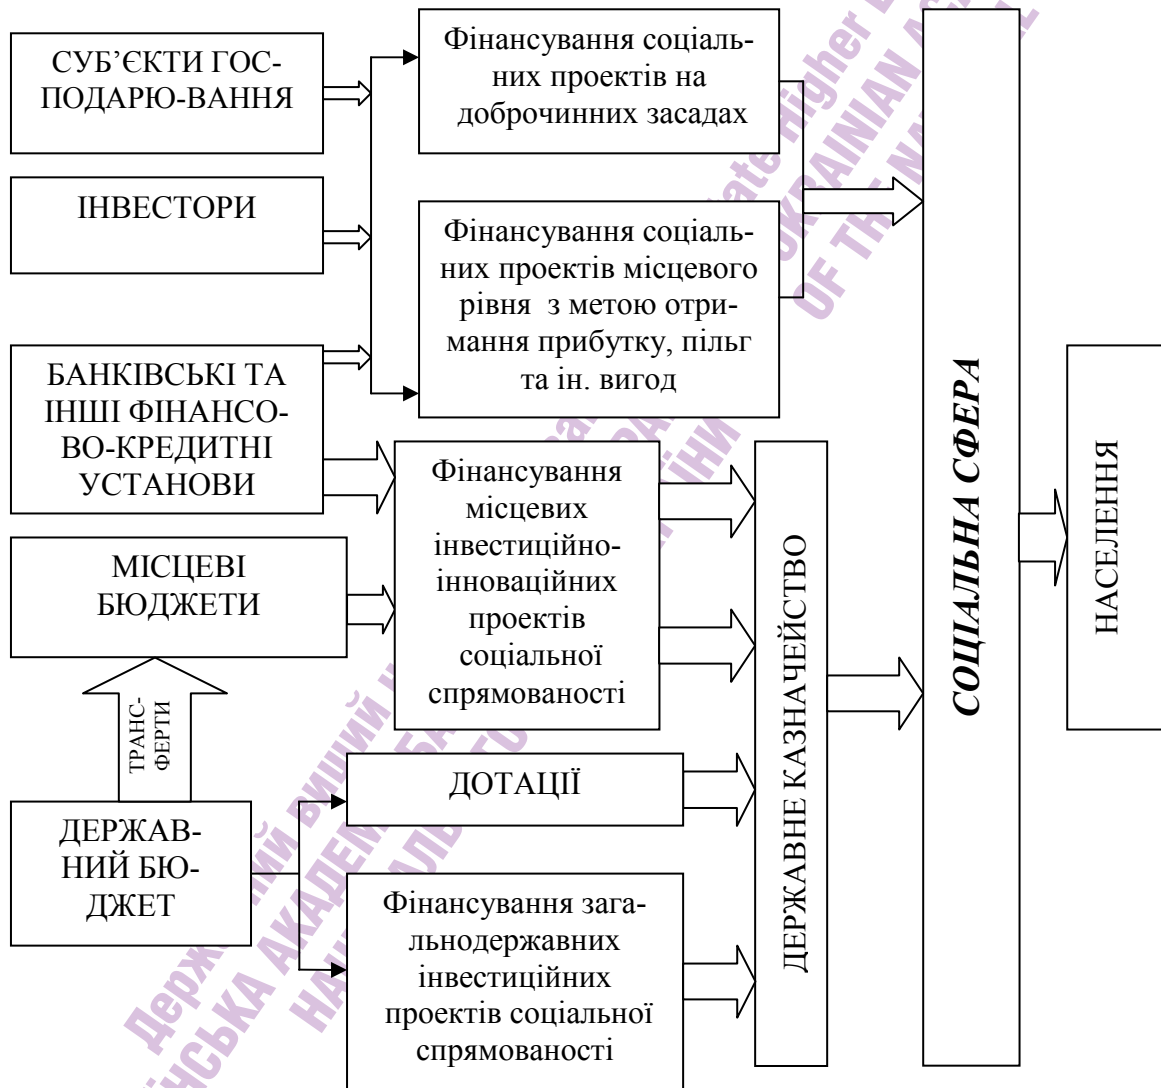 СУБ’ЄКТИ ГОС-
ПОДАРЮ-ВАННЯ
ІНВЕСТОРИ
БАНКІВСЬКІ ТА
ІНШІ ФІНАНСО-
ВО-КРЕДИТНІ
УСТАНОВИ
МІСЦЕВІ
БЮДЖЕТИ
ТРАНС-
ФЕРТИ
ДЕРЖАВ-
НИЙ БЮ-
ДЖЕТ
Фінансування соціаль-
них проектів на
доброчинних засадах
Фінансування соціаль-
них проектів місцевого
рівня з метою отри-
мання прибутку, пільг
та ін. вигод
Фінансування
місцевих
інвестиційно-
інноваційних
проектів
соціальної
спрямованості
ДОТАЦІЇ
Фінансування зага-
льнодержавних
інвестиційних
проектів соціальної
спрямованості
ДЕРЖАВНЕ КАЗНАЧЕЙСТВО
СОЦІАЛЬНА СФЕРА
НАСЕЛЕННЯ